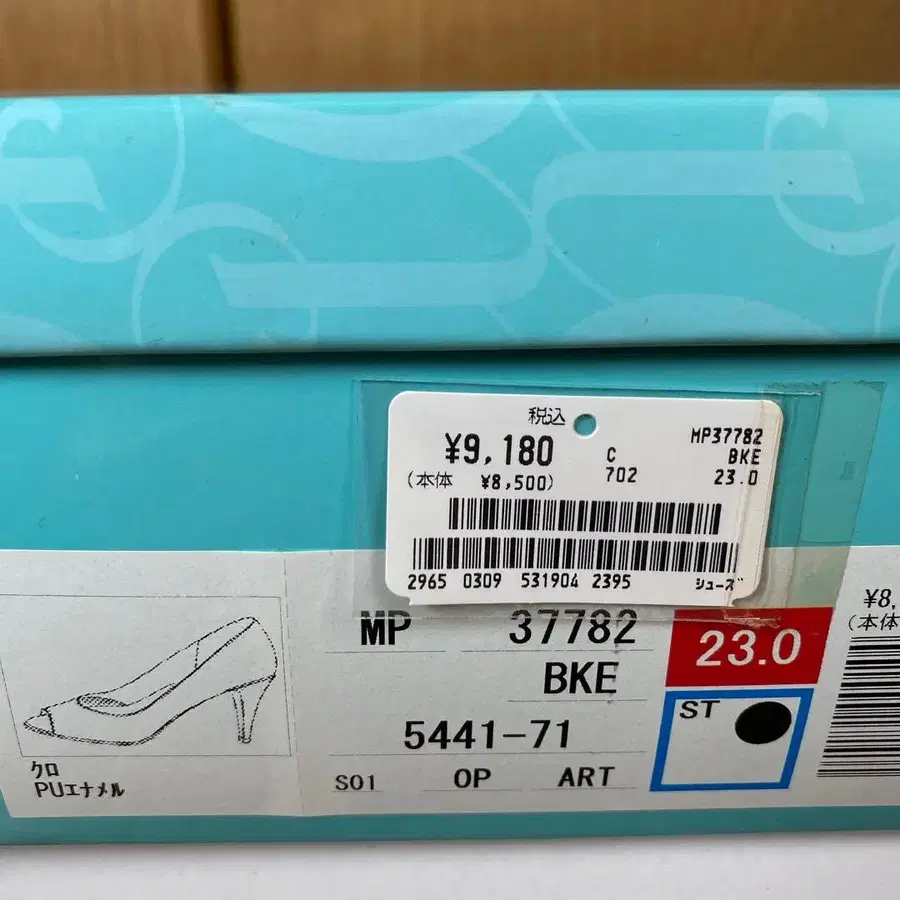 税込
¥9,180
(本体 ¥8,500)
C
702
MP37782
BKE
23.0
2965 0309 531904 2395 シューズ
MP 37782
BKE
5441-71
S01 OP ART
23.0
ST
クロ
PUエナメル
¥8,
(本体